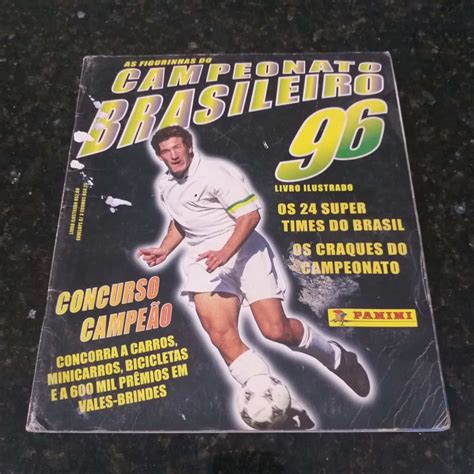 AS FIGURINHAS DO
CAMPEONATO
BRASILEIRO
96
LIVRO ILUSTRADO
OS 24 SUPER
TIMES DO BRASIL
OS CRAQUES DO
CAMPEONATO
PANINI
CONCURSO
CAMPEÃO
CONCORRA A CARROS,
MINICARROS, BICICLETAS
E A 600 MIL PRÊMIOS EM
VALES-BRINDES